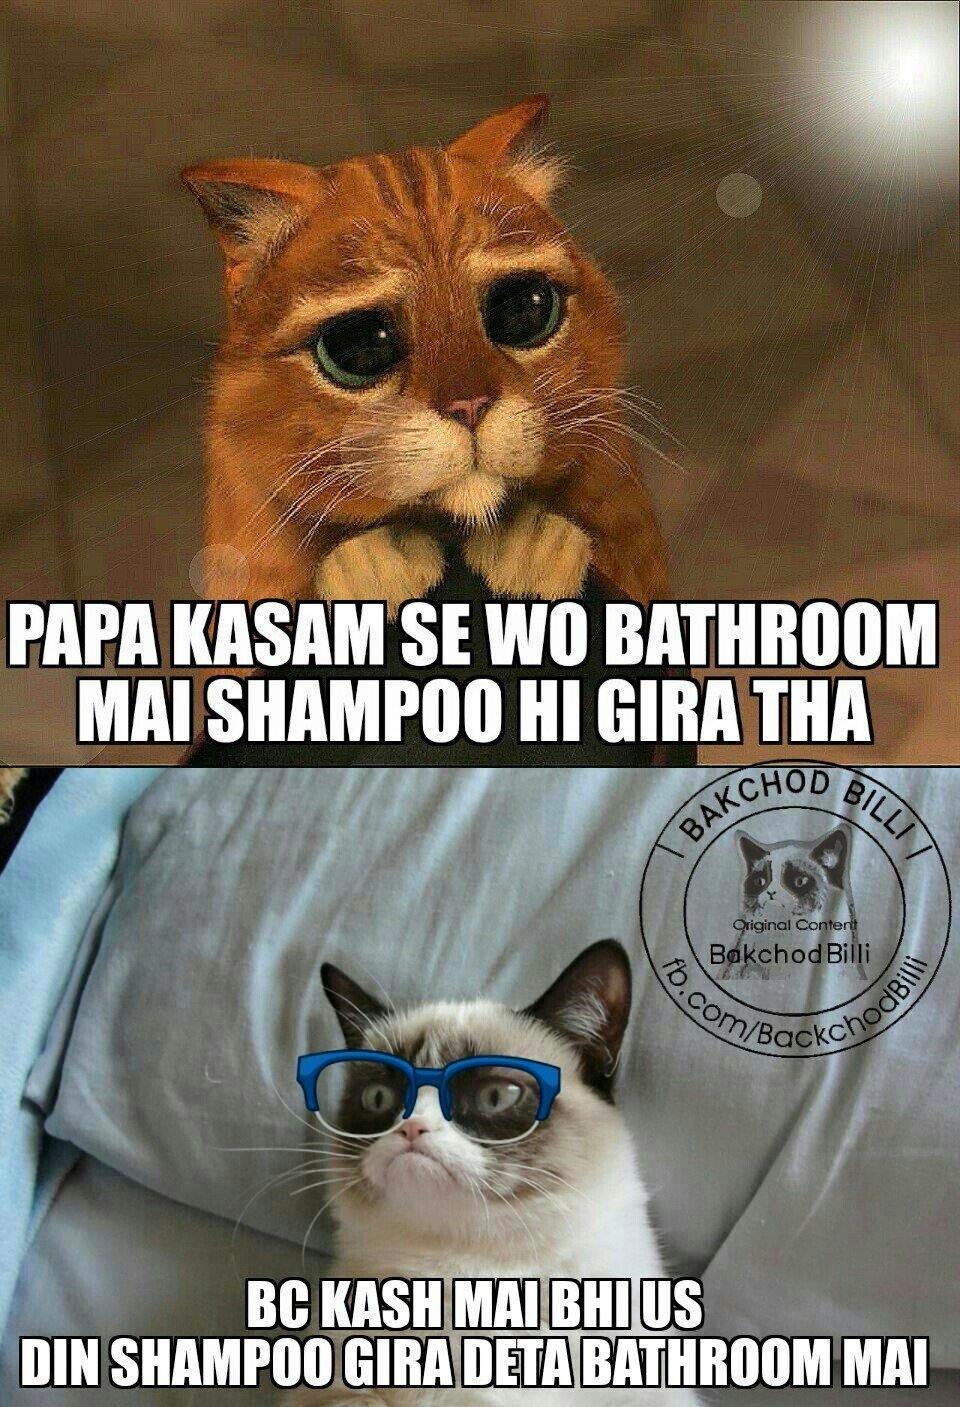 PAPA KASAM SE WO BATHROOM
MAI SHAMPOO HI GIRA THA
| BAKCHOD BILLI |
Original Content
Bakchod Billi
fb.com/BackchodBilli
BC KASH MAI BHI US
DIN SHAMPOO GIRA DETA BATHROOM MAI